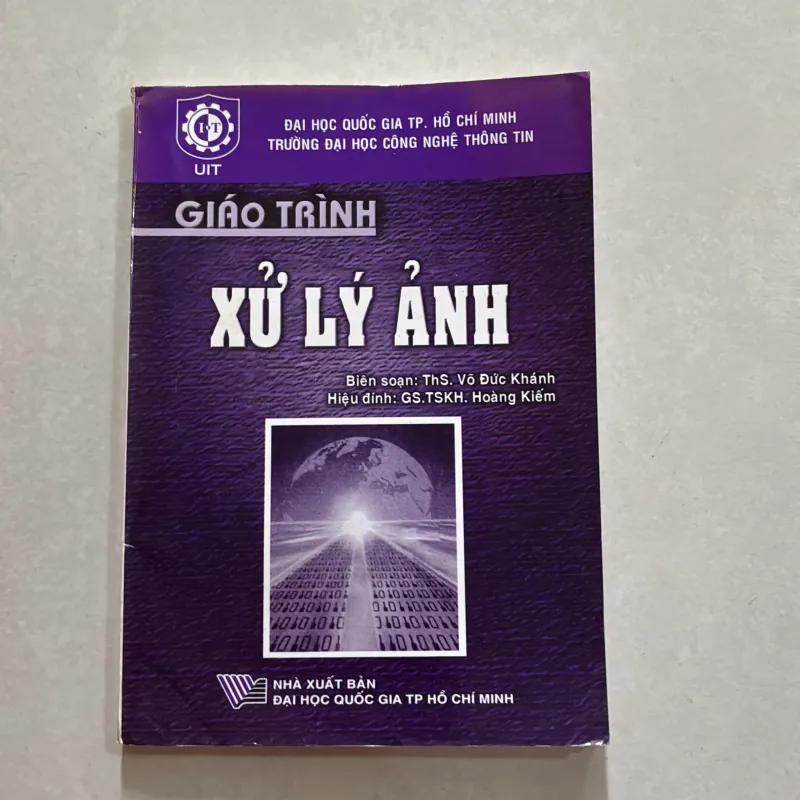 ĐẠI HỌC QUỐC GIA TP. HỒ CHÍ MINH
TRƯỜNG ĐẠI HỌC CÔNG NGHỆ THÔNG TIN
UIT
GIÁO TRÌNH
XỬ LÝ ẢNH
Biên soạn: ThS. Võ Đức Khánh
Hiệu đính: GS.TSKH. Hoàng Kiếm
NHÀ XUẤT BẢN
ĐẠI HỌC QUỐC GIA TP HỒ CHÍ MINH